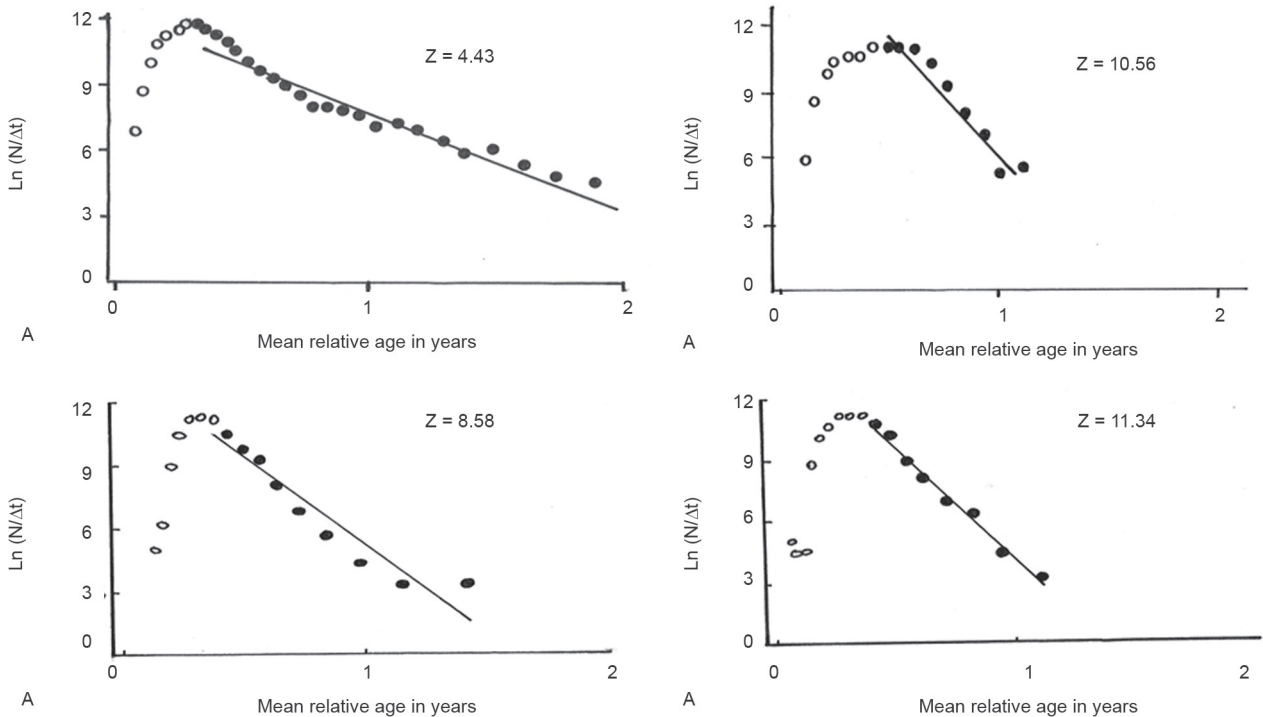 12
9
6
3
0
Ln (N/Δt)
Z = 4.43
0 1 2
A
Mean relative age in years
12
9
6
3
0
Ln (N/Δt)
Z = 10.56
0 1 2
A
Mean relative age in years
12
9
6
3
0
Ln (N/Δt)
Z = 8.58
0 1 2
A
Mean relative age in years
12
9
6
3
0
Ln (N/Δt)
Z = 11.34
0 1 2
A
Mean relative age in years